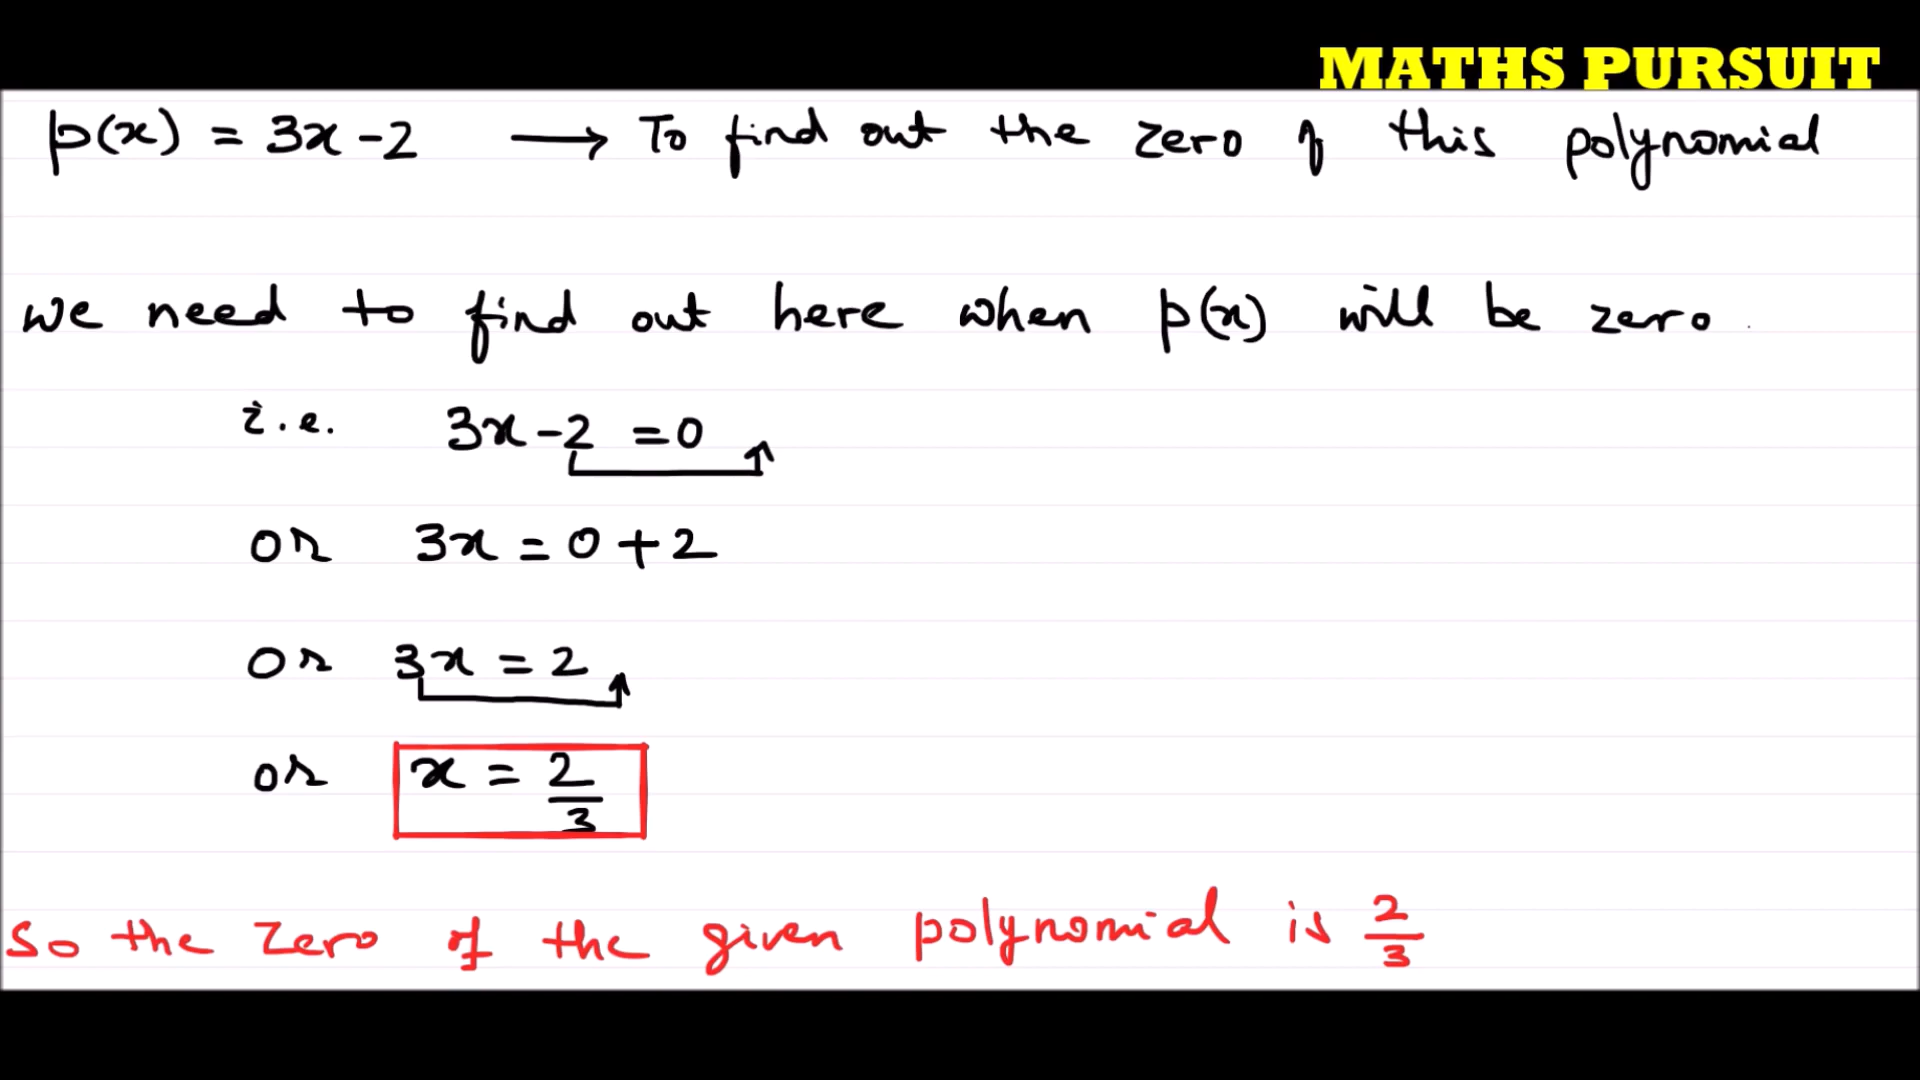 MATHS PURSUIT
p(x) = 3x - 2 ⟶ To find out the zero of this polynomial
we need to find out here when p(x) will be zero.
i.e. 3x - 2 = 0
or 3x = 0 + 2
or 3x = 2
or x = 2/3
So the zero of the given polynomial is 2/3